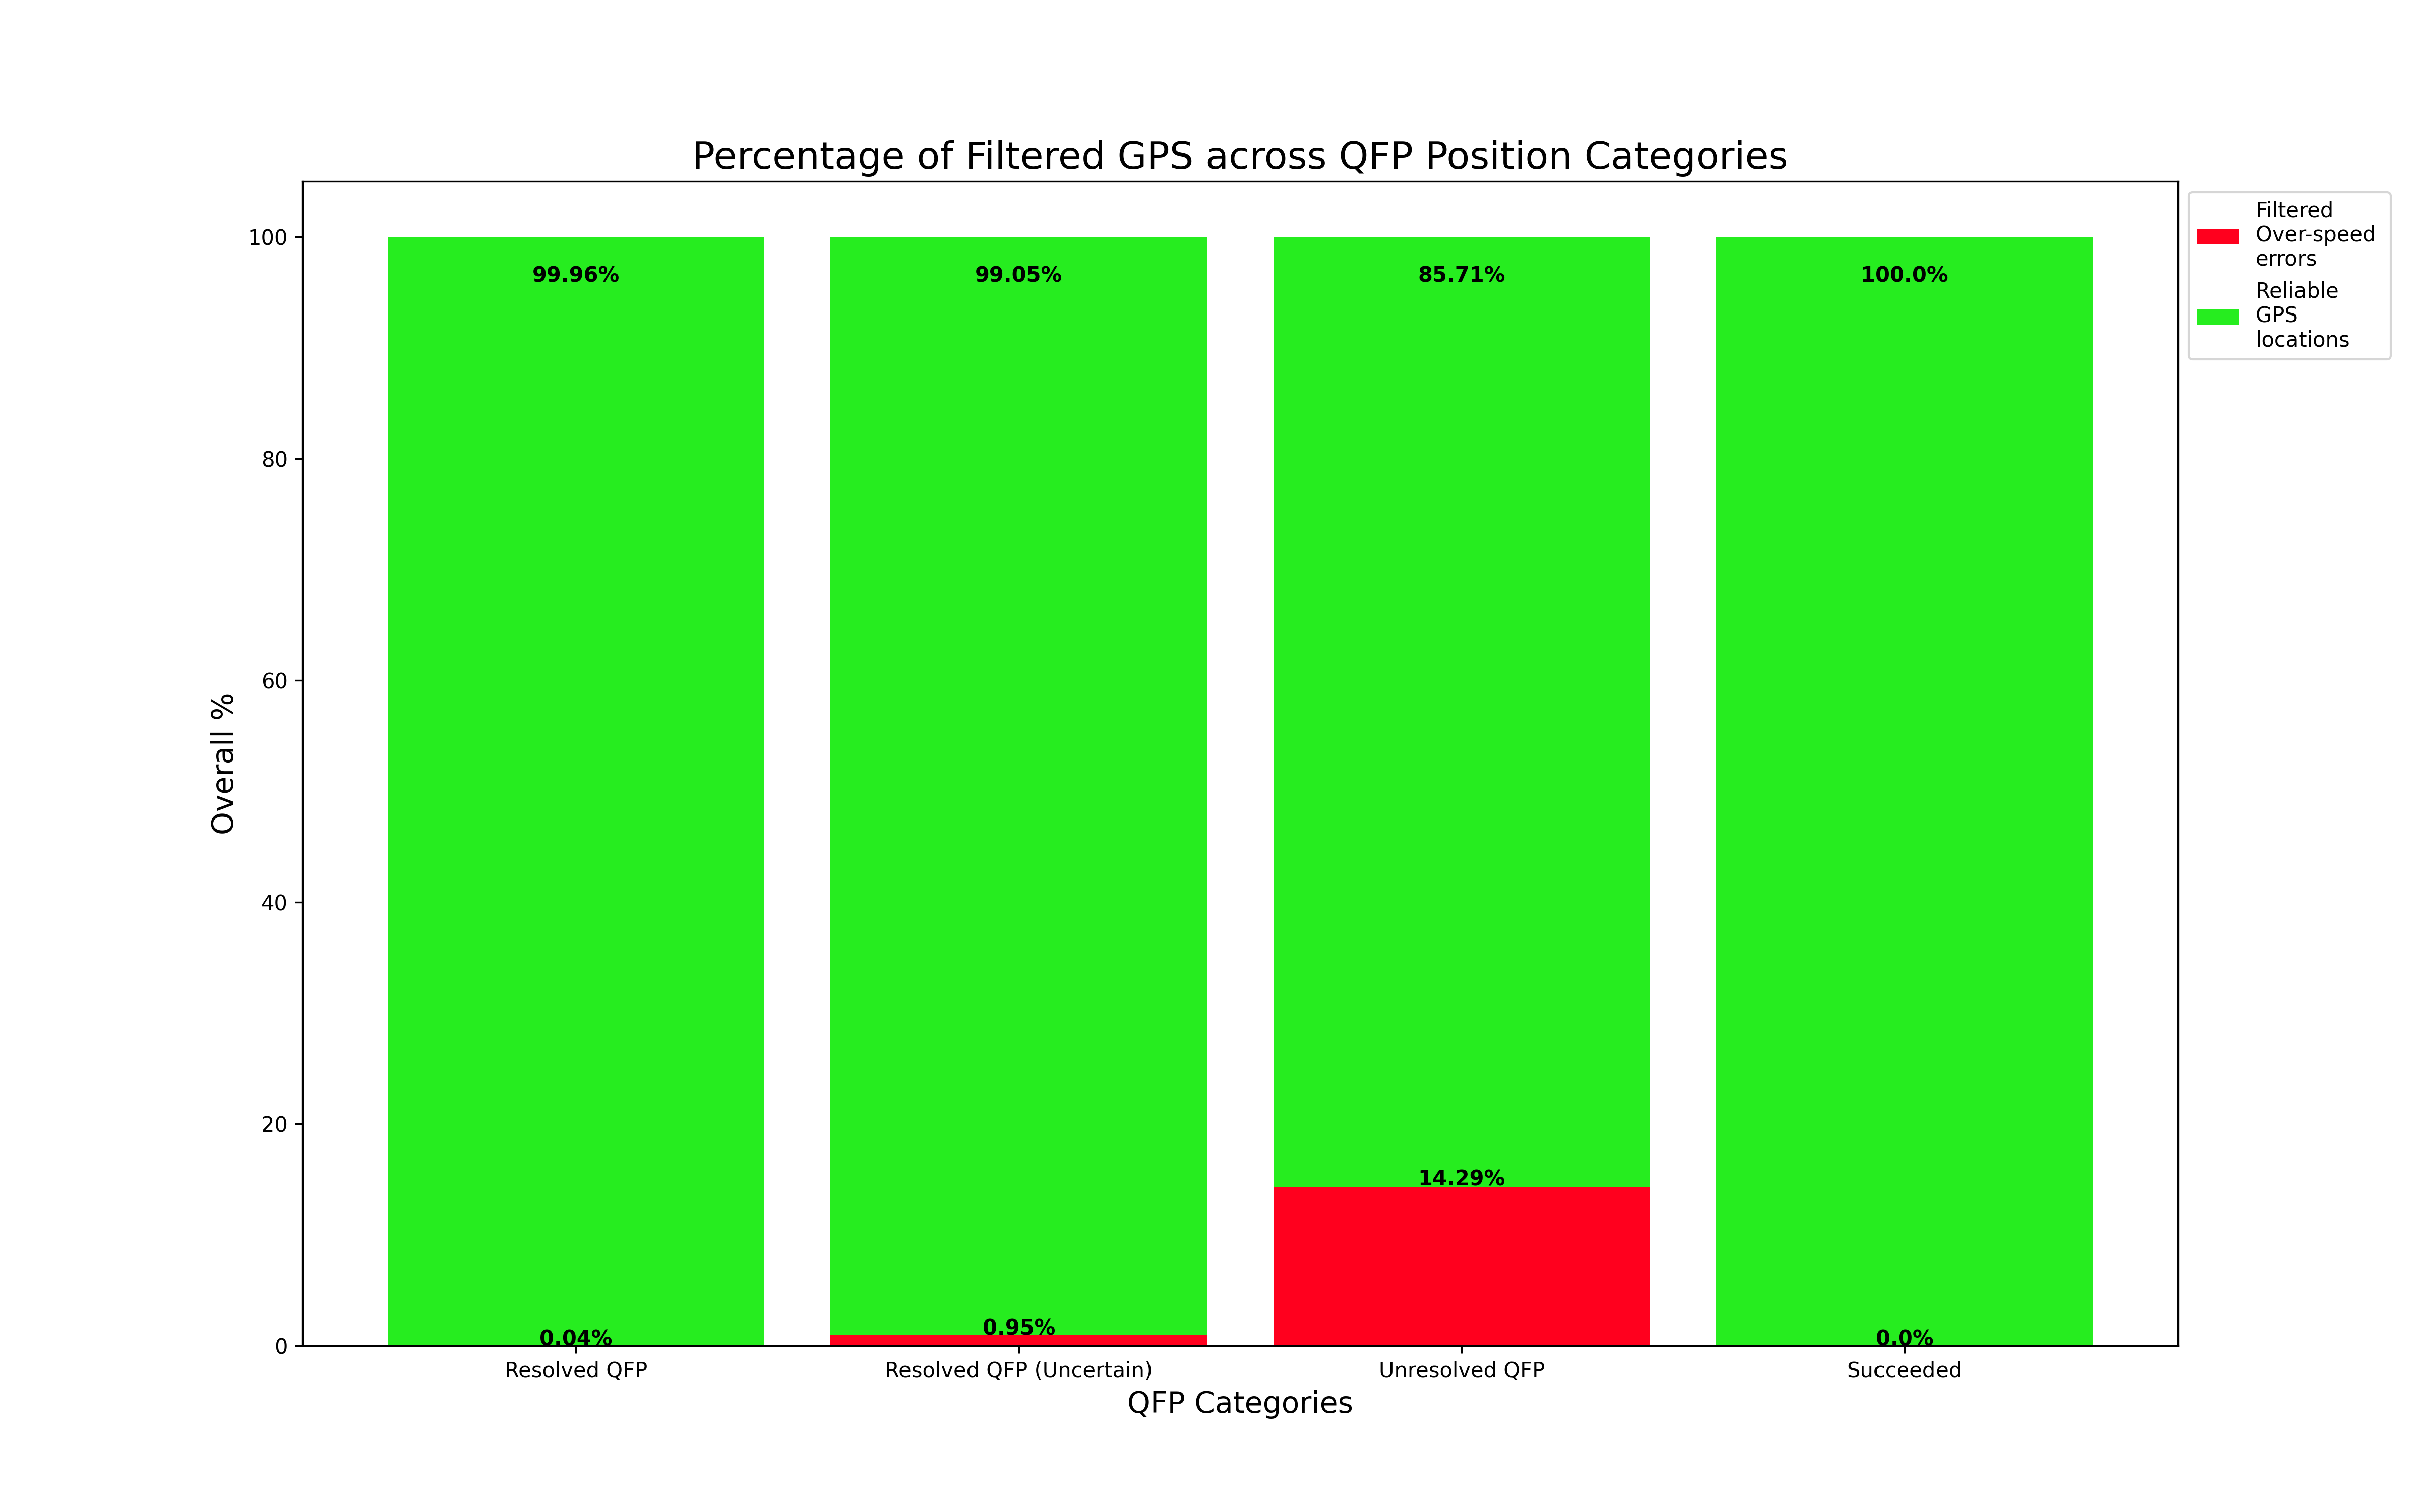 Percentage of Filtered GPS across QFP Position Categories
Filtered
Over-speed
errors
Reliable
GPS
locations
Overall %
100
80
60
40
20
0
99.96%
99.05%
85.71%
100.0%
14.29%
0.04%
0.95%
0.0%
Resolved QFP
Resolved QFP (Uncertain)
Unresolved QFP
Succeeded
QFP Categories